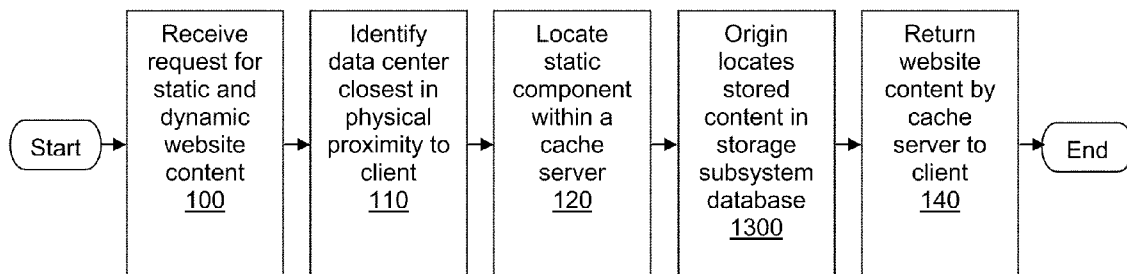 Start
Receive
request for
static and
dynamic
website
content
100
Identify
data center
closest in
physical
proximity to
client
110
Locate
static
component
within a
cache
server
120
Origin
locates
stored
content in
storage
subsystem
database
1300
Return
website
content by
cache
server to
client
140
End